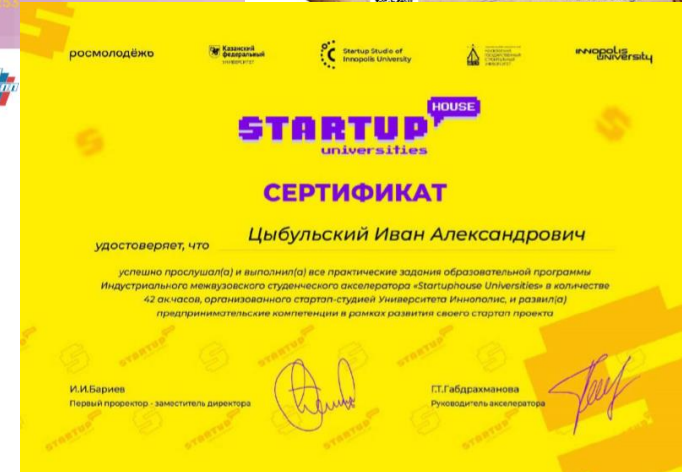 росмолодёжь
Казанский
федеральный
УНИВЕРСИТЕТ
Startup Studio of
Innopolis University
INNOPOLIS
UNIVERSITY
HOUSE
STARTUP
universities
СЕРТИФИКАТ
удостоверяет, что
Цыбульский Иван Александрович
успешно прослушал(а) и выполнил(а) все практические задания образовательной программы
Индустриального межвузовского студенческого акселератора «Startuphouse Universities» в количестве
42 ак.часов, организованного стартап-студией Университета Иннополис, и развил(а)
предпринимательские компетенции в рамках развития своего стартап проекта
И.И.Бариев
Первый проректор - заместитель директора
Г.Т.Габдрахманова
Руководитель акселератора